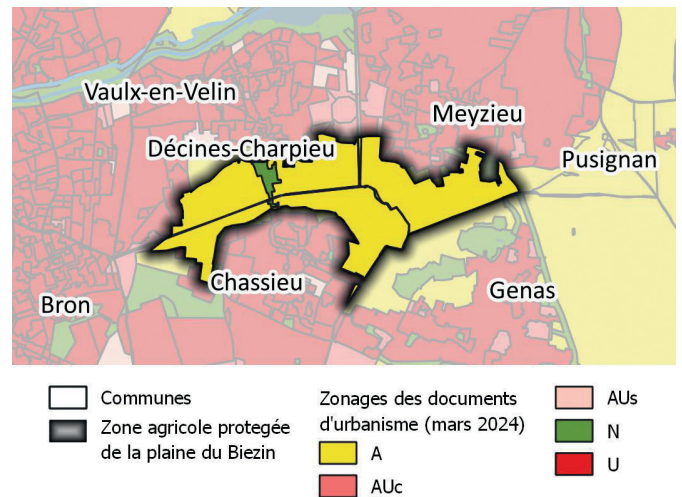 Vaulx-en-Velin
Meyzieu
Décines-Charpieu
Pusignan
Chassieu
Genas
Bron
Communes
Zone agricole protegée
de la plaine du Biezin
Zonages des documents
d'urbanisme (mars 2024)
A
AUc
AUs
N
U